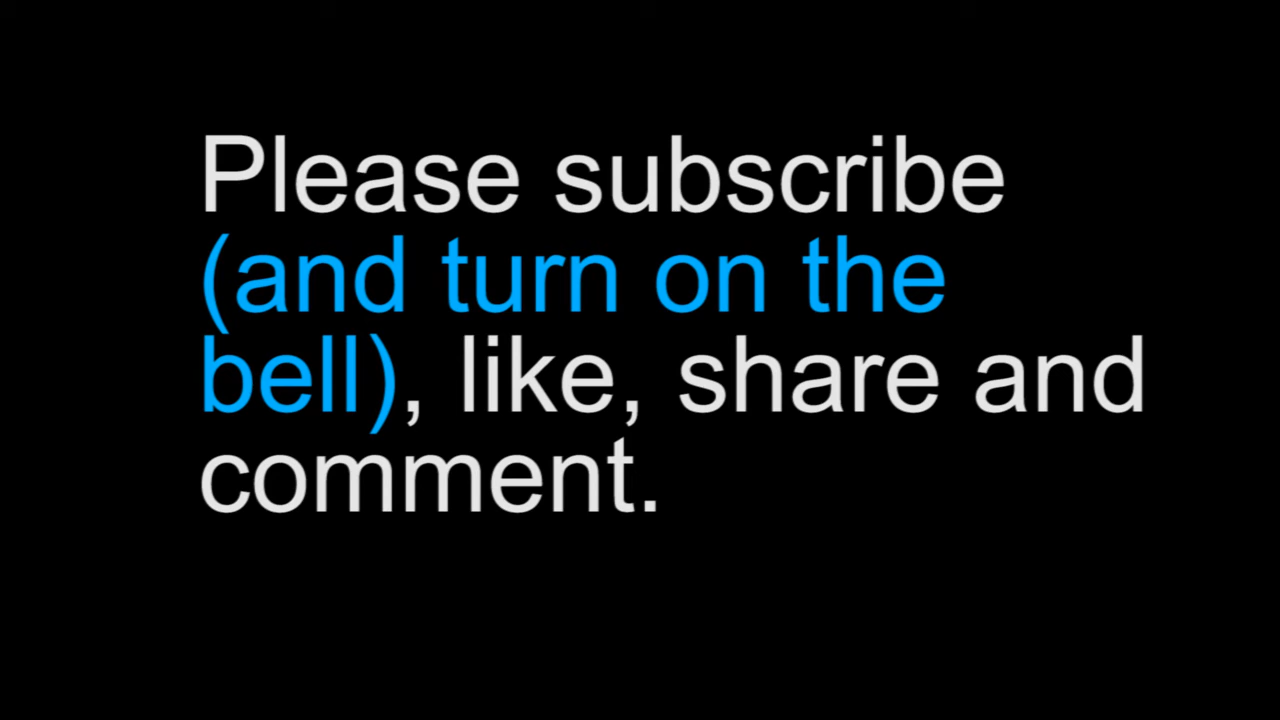 Please subscribe
(and turn on the
bell), like, share and
comment.